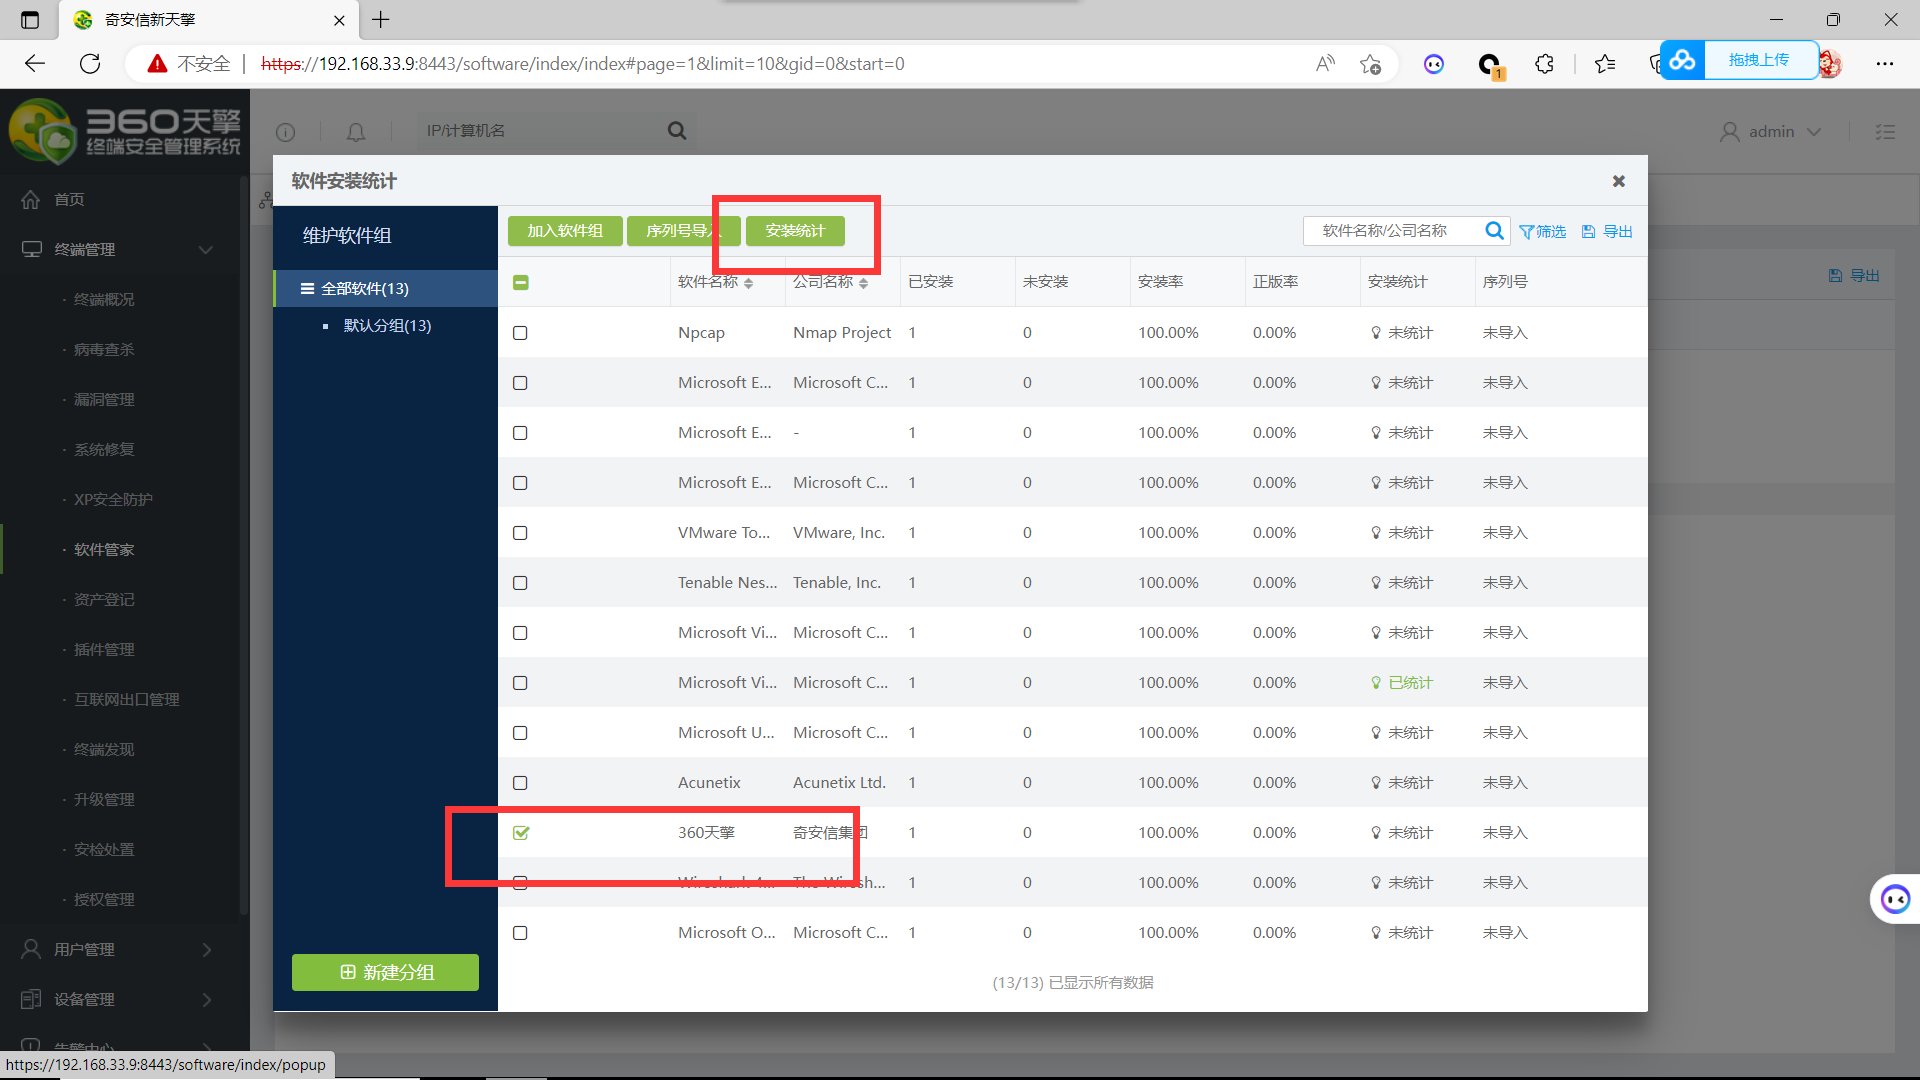 奇安信新天擎
不安全 https://192.168.33.9:8443/software/index/index#page=1&limit=10&gid=0&start=0
1
拖拽上传
360天擎
终端安全管理系统
IP/计算机名
admin
首页
终端管理
· 终端概况
· 病毒查杀
· 漏洞管理
· 系统修复
· XP安全防护
· 软件管家
· 资产登记
· 插件管理
· 互联网出口管理
· 终端发现
· 升级管理
· 安检处置
· 授权管理
用户管理
设备管理
告警中心
导出
软件安装统计
维护软件组
全部软件(13)
默认分组(13)
新建分组
加入软件组 序列号导入 安装统计 软件名称/公司名称 筛选 导出
软件名称 公司名称 已安装 未安装 安装率 正版率 安装统计 序列号
Npcap Nmap Project 1 0 100.00% 0.00% 未统计 未导入
Microsoft E... Microsoft C... 1 0 100.00% 0.00% 未统计 未导入
Microsoft E... - 1 0 100.00% 0.00% 未统计 未导入
Microsoft E... Microsoft C... 1 0 100.00% 0.00% 未统计 未导入
VMware To... VMware, Inc. 1 0 100.00% 0.00% 未统计 未导入
Tenable Nes... Tenable, Inc. 1 0 100.00% 0.00% 未统计 未导入
Microsoft Vi... Microsoft C... 1 0 100.00% 0.00% 未统计 未导入
Microsoft Vi... Microsoft C... 1 0 100.00% 0.00% 已统计 未导入
Microsoft U... Microsoft C... 1 0 100.00% 0.00% 未统计 未导入
Acunetix Acunetix Ltd. 1 0 100.00% 0.00% 未统计 未导入
360天擎 奇安信集团 1 0 100.00% 0.00% 未统计 未导入
Wireshark 4... The Wiresh... 1 0 100.00% 0.00% 未统计 未导入
Microsoft O... Microsoft C... 1 0 100.00% 0.00% 未统计 未导入
(13/13) 已显示所有数据
https://192.168.33.9:8443/software/index/popup